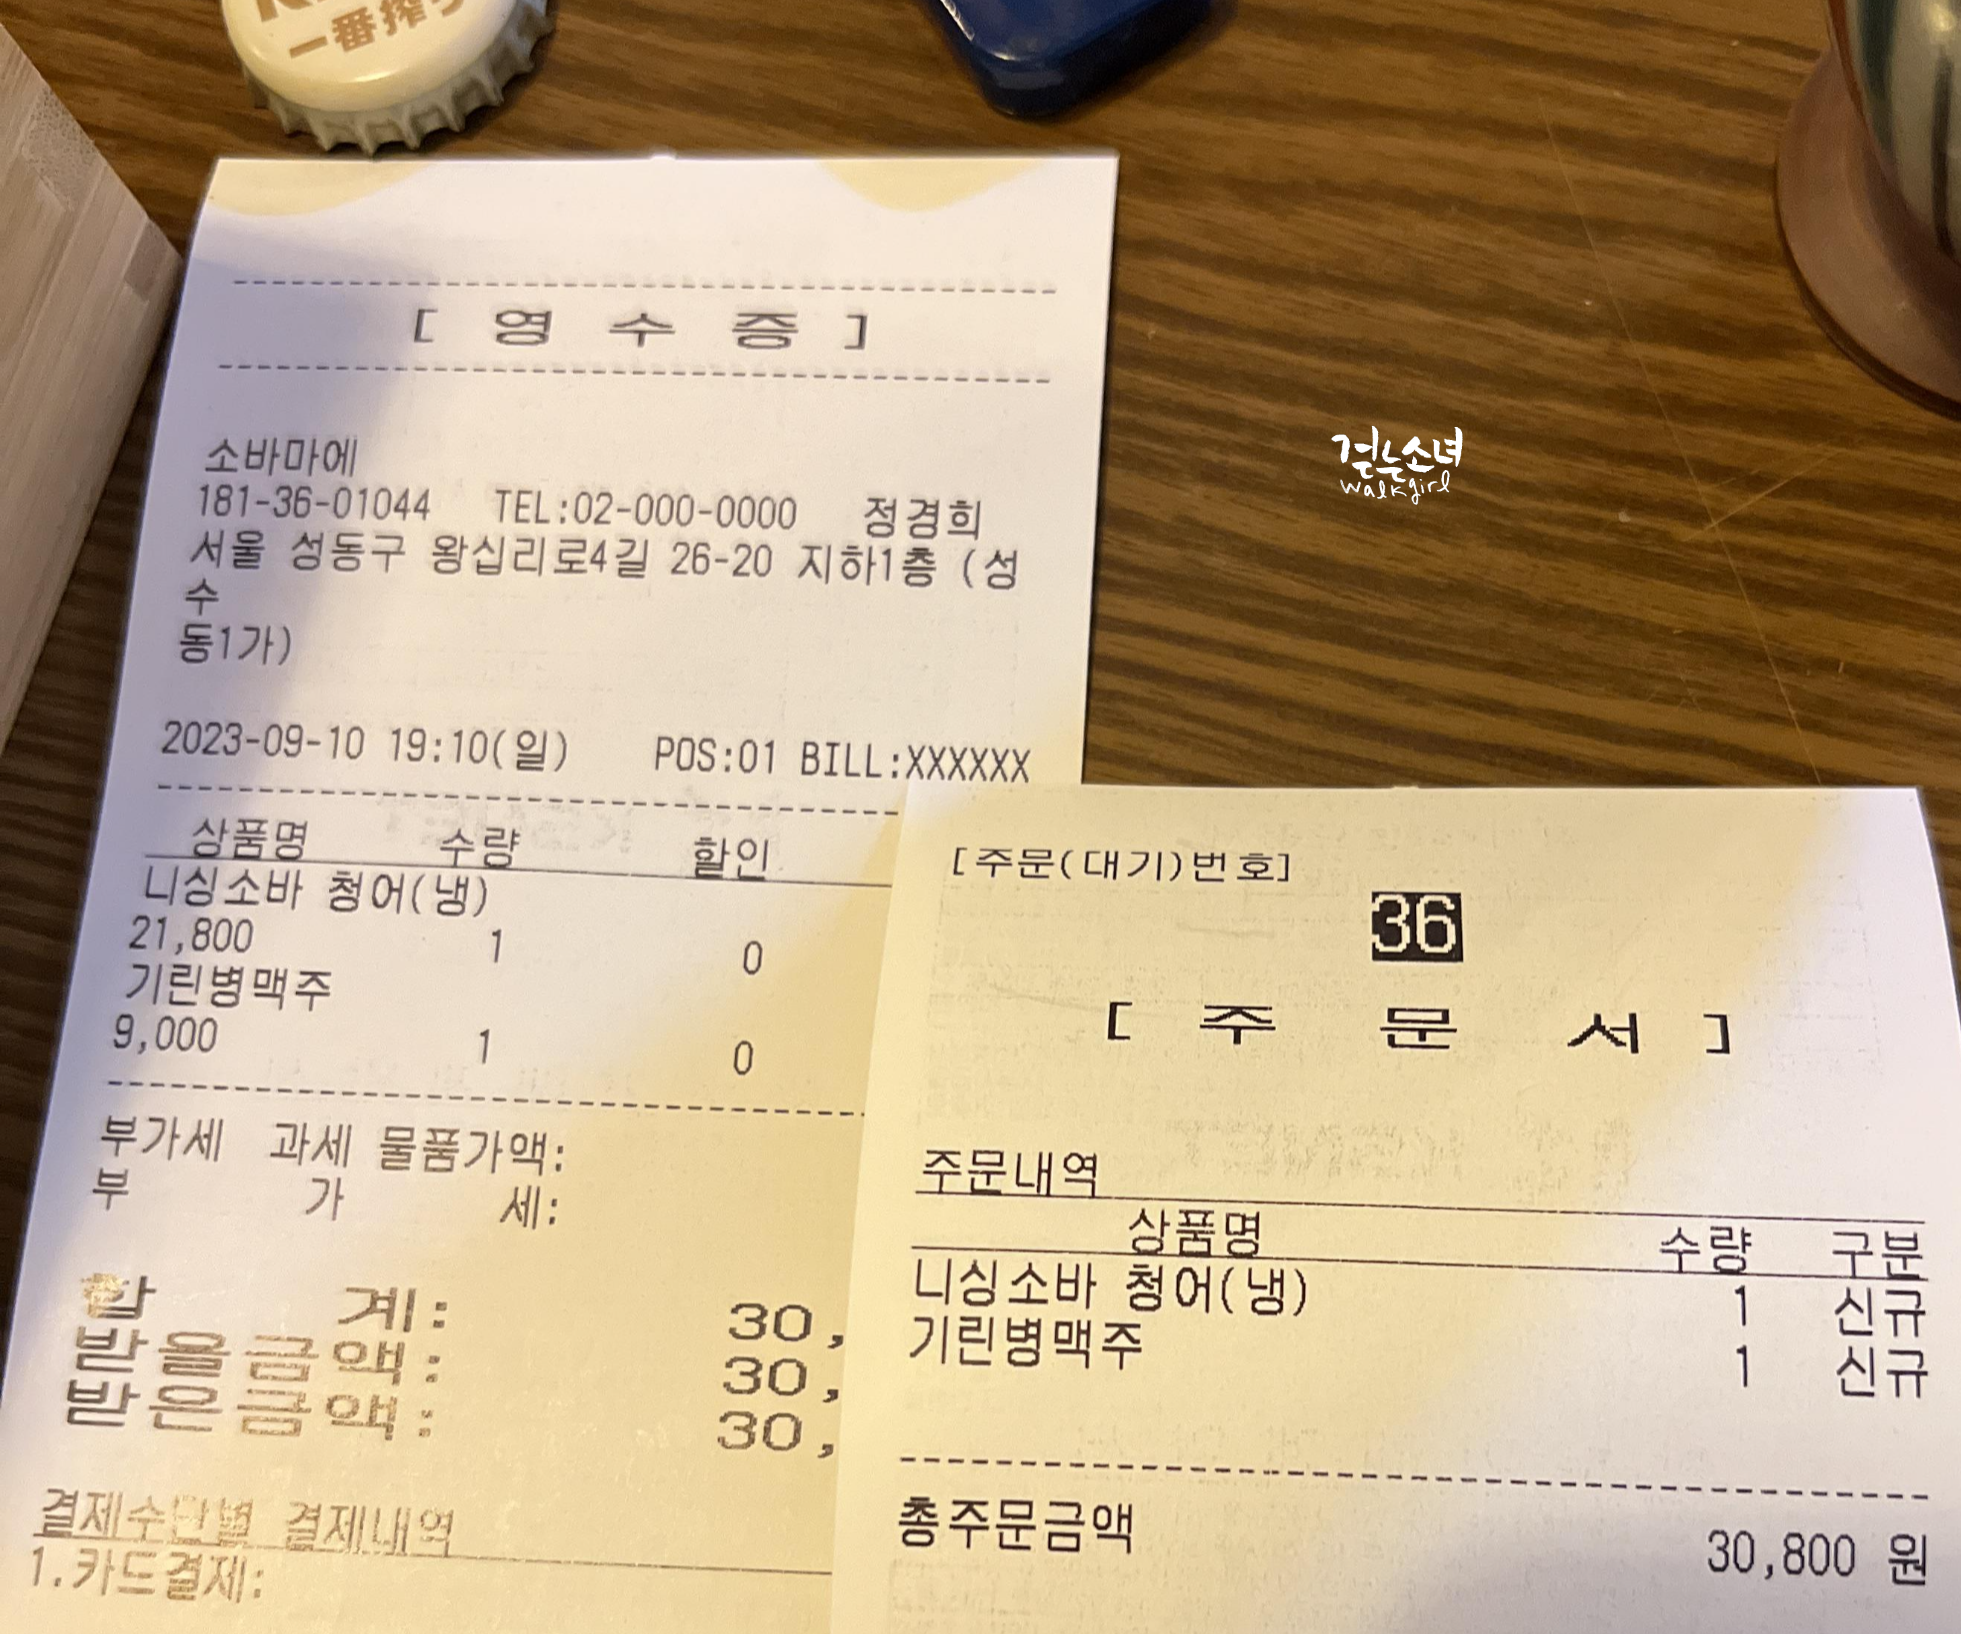 一番搾り
[ 영 수 증 ]
소바마에
181-36-01044 TEL:02-000-0000 정경희
서울 성동구 왕십리로4길 26-20 지하1층 (성
수
동1가)
2023-09-10 19:10(일) POS:01 BILL:XXXXXX
상품명 수량 할인
니싱소바 청어(냉)
21,800 1 0
기린병맥주
9,000 1 0
부가세 과세 물품가액:
부 가 세:
합 계: 30,
받을금액: 30,
받은금액: 30,
결제수단별 결제내역
1.카드결제:
걷는소녀
walkgirl
[주문(대기)번호]
36
[ 주 문 서 ]
주문내역
상품명 수량 구분
니싱소바 청어(냉) 1 신규
기린병맥주 1 신규
총주문금액 30,800 원